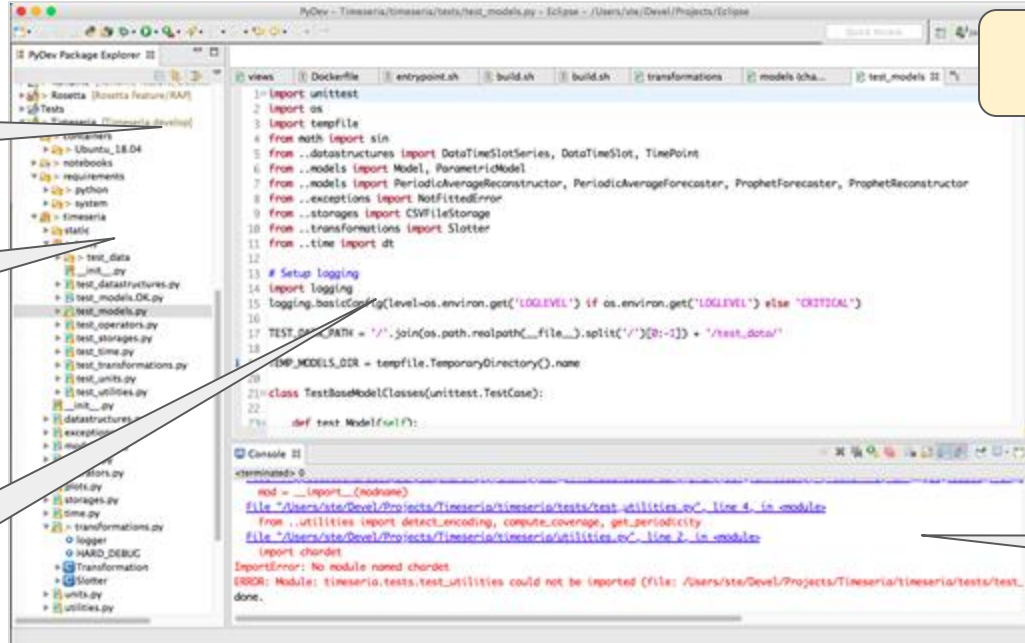 PyDev - Timeseria/timeseria/tests/test_models.py - Eclipse - /Users/ste/Devel/Projects/Eclipse
PyDev Package Explorer
> Rosetta [Rosetta feature/RAP]
Tests
> Timeseria [Timeseria develop]
containers
> Ubuntu_18.04
> notebooks
> requirements
> python
> system
> timeseria
static
> test_data
__init__.py
test_datastructures.py
test_models.OK.py
test_models.py
test_operators.py
test_storages.py
test_time.py
test_transformations.py
test_units.py
test_utilities.py
__init__.py
plots.py
storages.py
time.py
> transformations.py
logger
HARD_DEBUG
Transformation
Slotter
units.py
utilities.py
views
Dockerfile
entrypoint.sh
build.sh
build.sh
transformations
models (cha...
test_models
1 import unittest
2 import os
3 import tempfile
4 from math import sin
5 from ..datastructures import DataTimeSlotSeries, DataTimeSlot, TimePoint
6 from ..models import Model, ParametricModel
7 from ..models import PeriodicAverageReconstructor, PeriodicAverageForecaster, ProphetForecaster, ProphetReconstructor
8 from ..exceptions import NotFittedError
9 from ..storages import CSVFileStorage
10 from ..transformations import Slotter
11 from ..time import dt
12
13 # Setup logging
14 import logging
15 logging.basicConfig(level=os.environ.get('LOGLEVEL') if os.environ.get('LOGLEVEL') else "CRITICAL")
16
17 TEST_DATA_PATH = '/'.join(os.path.realpath(__file__).split('/')[0:-1]) + '/test_data/'
18
TEMP_MODELS_DIR = tempfile.TemporaryDirectory().name
20
21 class TestBaseModelClasses(unittest.TestCase):
22
def test_Model(self):
Console
<terminated> 0
mod = __import__(modname)
File "/Users/ste/Devel/Projects/Timeseria/timeseria/tests/test_utilities.py", line 4, in <module>
from ..utilities import detect_encoding, compute_coverage, get_periodicity
File "/Users/ste/Devel/Projects/Timeseria/timeseria/utilities.py", line 2, in <module>
import chardet
ImportError: No module named chardet
ERROR: Module: timeseria.tests.test_utilities could not be imported (file: /Users/ste/Devel/Projects/Timeseria/timeseria/tests/test_
done.